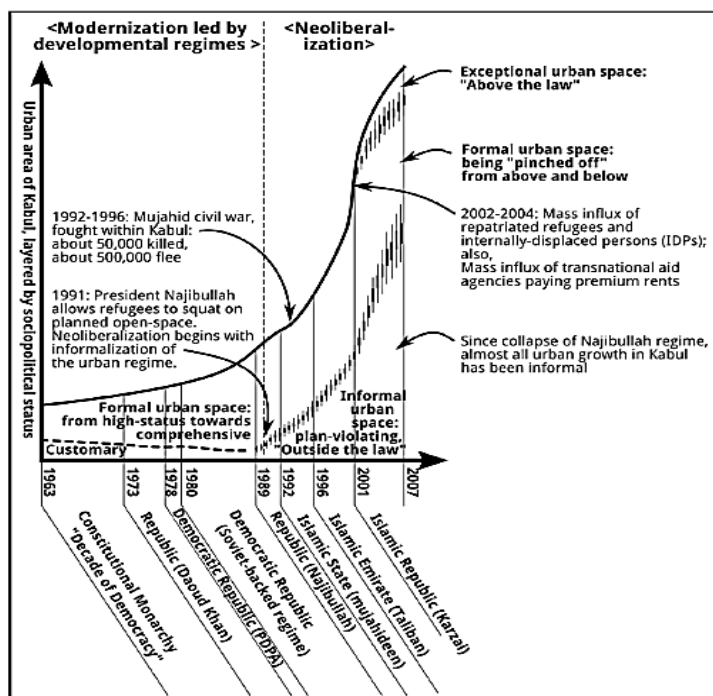 <Modernization led by
developmental regimes >
<Neoliberal-
ization>
Urban area of Kabul, layered by sociopolitical status
Exceptional urban space:
"Above the law"
Formal urban space:
being "pinched off"
from above and below
1992-1996: Mujahid civil war,
fought within Kabul:
about 50,000 killed,
about 500,000 flee
2002-2004: Mass influx of
repatriated refugees and
internally-displaced persons (IDPs);
also,
Mass influx of transnational aid
agencies paying premium rents
1991: President Najibullah
allows refugees to squat on
planned open-space.
Neoliberalization begins with
informalization of
the urban regime.
Since collapse of Najibullah regime,
almost all urban growth in Kabul
has been informal
Formal urban space:
from high-status towards
comprehensive
Informal
urban
space:
plan-violating,
"Outside the law"
Customary
1963
1973
1978
1980
1989
1992
1996
2001
2007
Constitutional Monarchy
"Decade of Democracy"
Republic (Daoud Khan)
Democratic Republic (PDPA)
Democratic Republic
(Soviet-backed regime)
Republic (Najibullah)
Islamic State (mujahideen)
Islamic Emirate (Taliban)
Islamic Republic (Karzai)